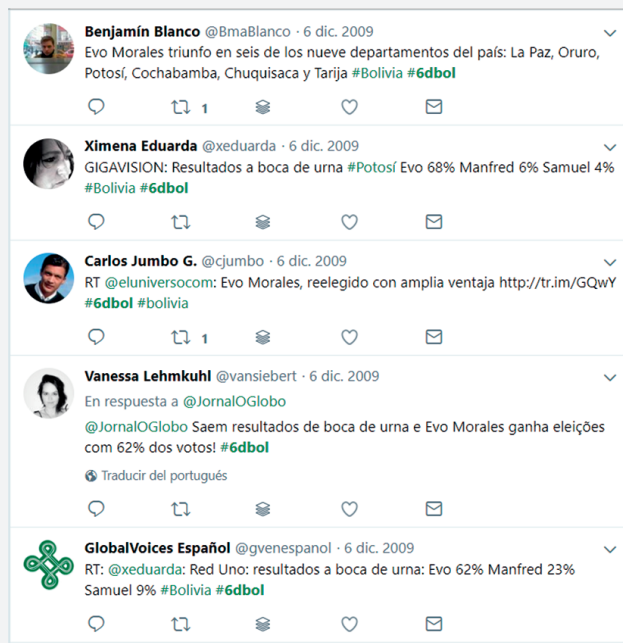 Benjamín Blanco @BmaBlanco · 6 dic. 2009
Evo Morales triunfo en seis de los nueve departamentos del país: La Paz, Oruro,
Potosí, Cochabamba, Chuquisaca y Tarija #Bolivia #6dbol
1
Ximena Eduarda @xeduarda · 6 dic. 2009
GIGAVISION: Resultados a boca de urna #Potosí Evo 68% Manfred 6% Samuel 4%
#Bolivia #6dbol
Carlos Jumbo G. @cjumbo · 6 dic. 2009
RT @eluniversocom: Evo Morales, reelegido con amplia ventaja http://tr.im/GQwY
#6dbol #bolivia
1
Vanessa Lehmkuhl @vansiebert · 6 dic. 2009
En respuesta a @JornalOGlobo
@JornalOGlobo Saem resultados de boca de urna e Evo Morales ganha eleições
com 62% dos votos! #6dbol
Traducir del portugués
GlobalVoices Español @gvenespanol · 6 dic. 2009
RT: @xeduarda: Red Uno: resultados a boca de urna: Evo 62% Manfred 23%
Samuel 9% #Bolivia #6dbol